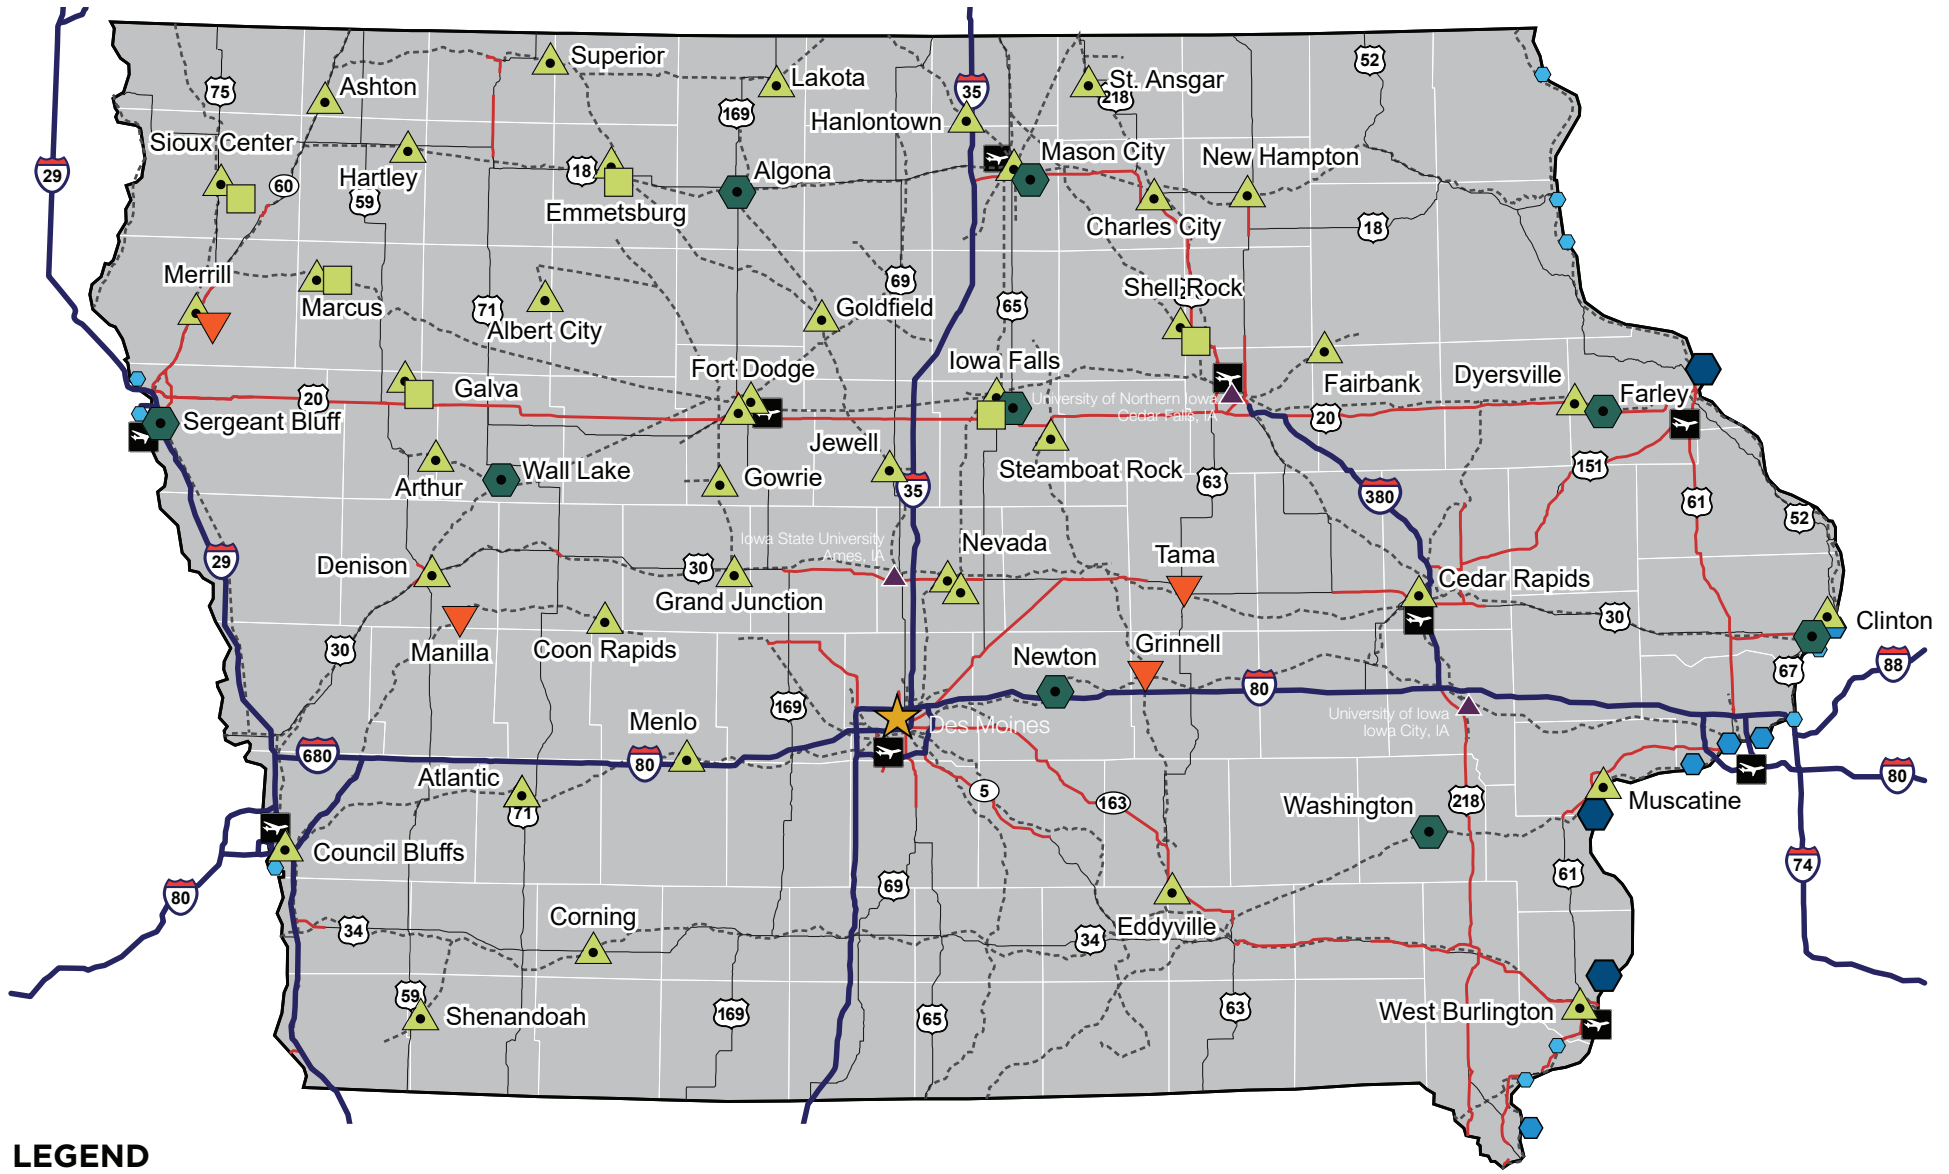 Superior
52
Lakota
75
Ashton
35
St. Ansgar
218
169
Hanlontown
Sioux Center
Mason City
New Hampton
29
18
Algona
Hartley
60
59
Emmetsburg
Charles City
18
Merrill
69
Shell Rock
Marcus
71
Goldfield
65
Albert City
Iowa Falls
Fort Dodge
Dyersville
Fairbank
Galva
Farley
20
University of Northern Iowa
Cedar Falls, IA
20
Sergeant Bluff
Jewell
Wall Lake
Steamboat Rock
151
Gowrie
Arthur
35
63
380
61
52
Iowa State University
Ames, IA
Nevada
29
Tama
Denison
30
Cedar Rapids
Grand Junction
30
Clinton
Grinnell
30
Manilla
Coon Rapids
Newton
88
67
80
169
Menlo
University of Iowa
Iowa City, IA
Des Moines
680
80
Atlantic
80
5
163
Washington
218
Muscatine
71
Council Bluffs
74
61
69
80
Corning
34
34
Eddyville
59
63
Shenandoah
169
65
West Burlington
LEGEND